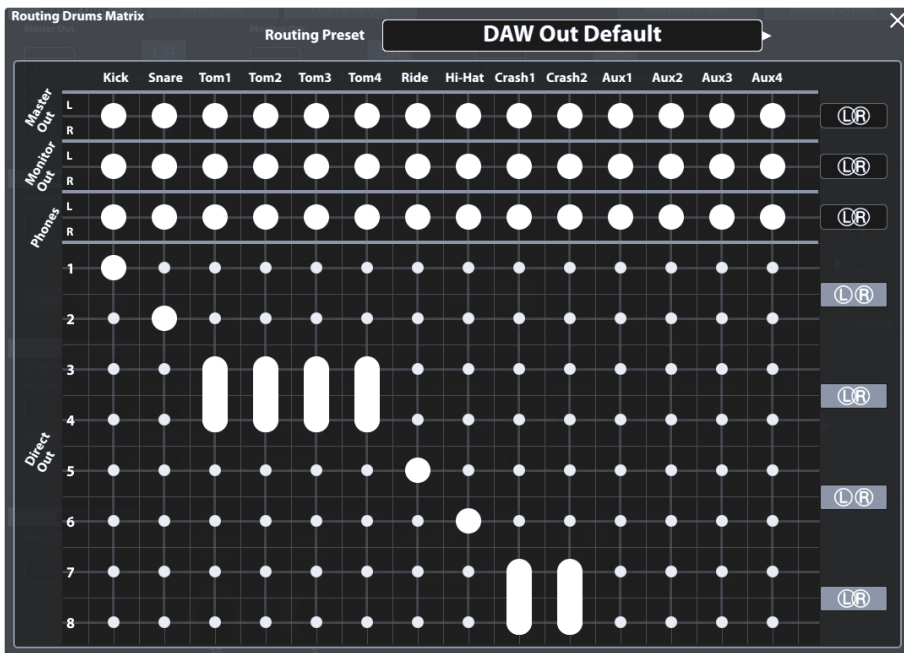 Routing Drums Matrix
Routing Preset DAW Out Default
Kick Snare Tom1 Tom2 Tom3 Tom4 Ride Hi-Hat Crash1 Crash2 Aux1 Aux2 Aux3 Aux4
Master Out
L
R
LR
Monitor Out
L
R
LR
Phones
L
R
LR
Direct Out
1
LR
2
3
LR
4
5
LR
6
7
LR
8